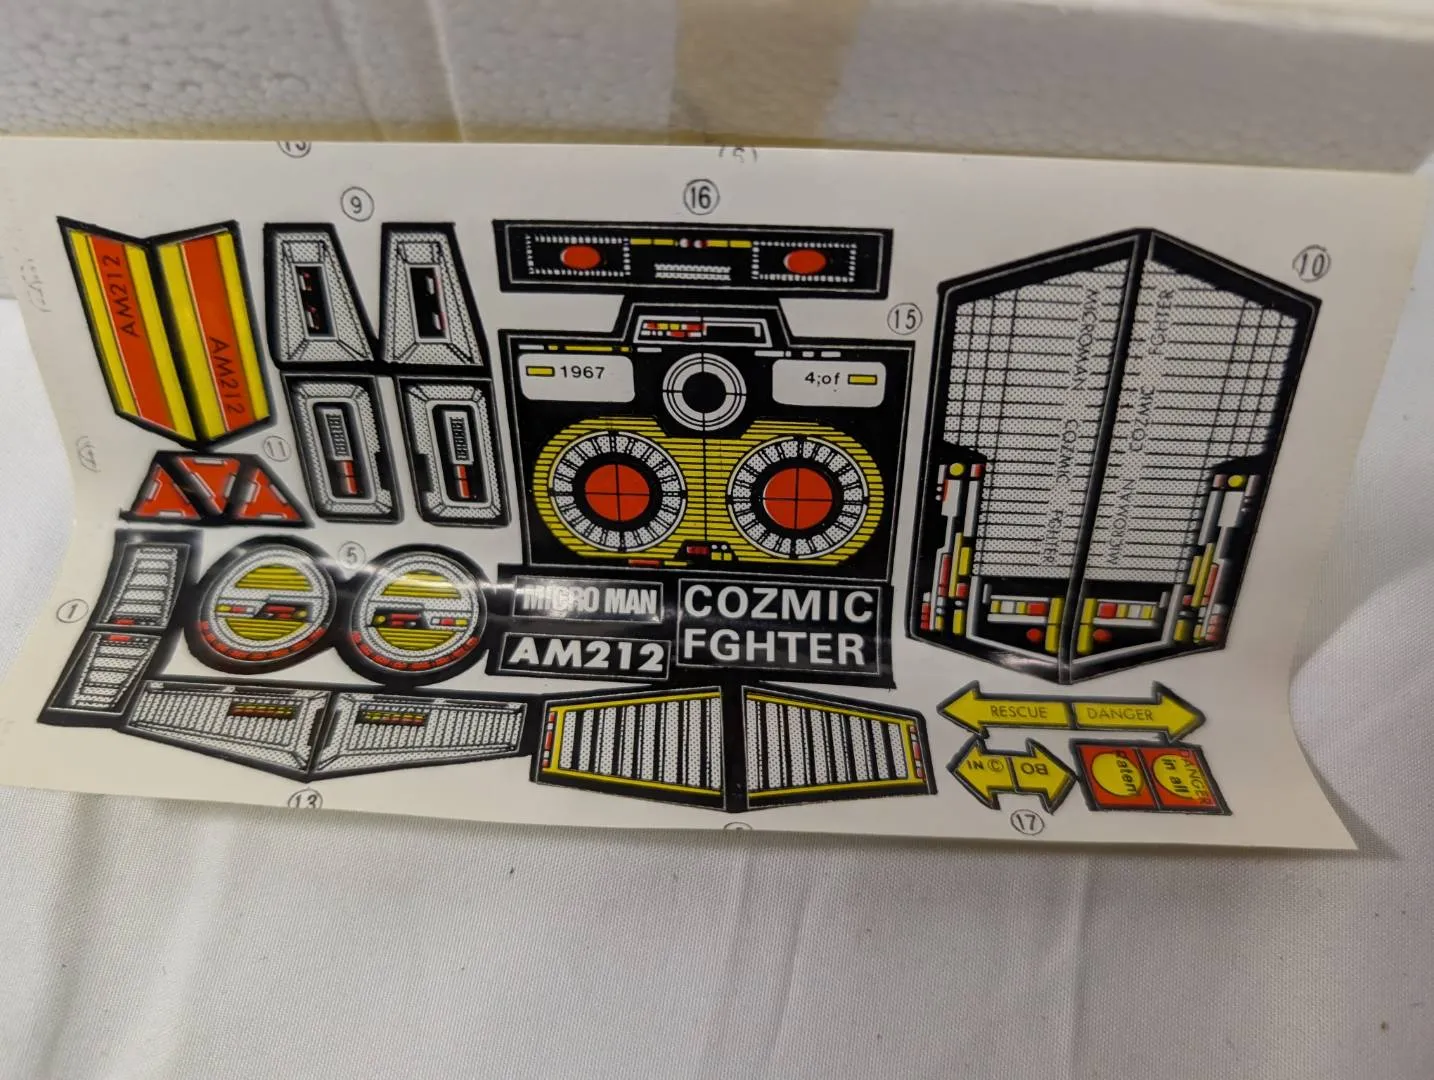 9
16
10
AM212
AM212
15
1967
4;of
MICROMAN COZMIC FGHTER
MICROMAN COZMIC FGHTER
11
5
1
MICRO MAN
AM212
COZMIC
FGHTER
RESCUE DANGER
IN © BO
Patem
DANGER
in all
13
17